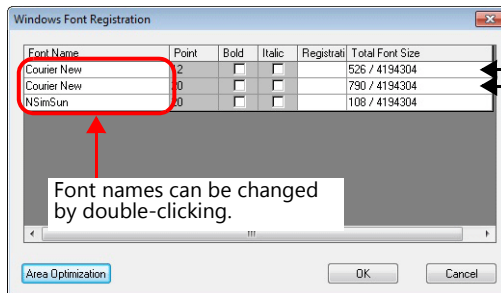 Windows Font Registration
Font Name Point Bold Italic Registrati Total Font Size
Courier New 12 526 / 4194304
Courier New 20 790 / 4194304
NSimSun 20 108 / 4194304
Font names can be changed
by double-clicking.
Area Optimization OK Cancel